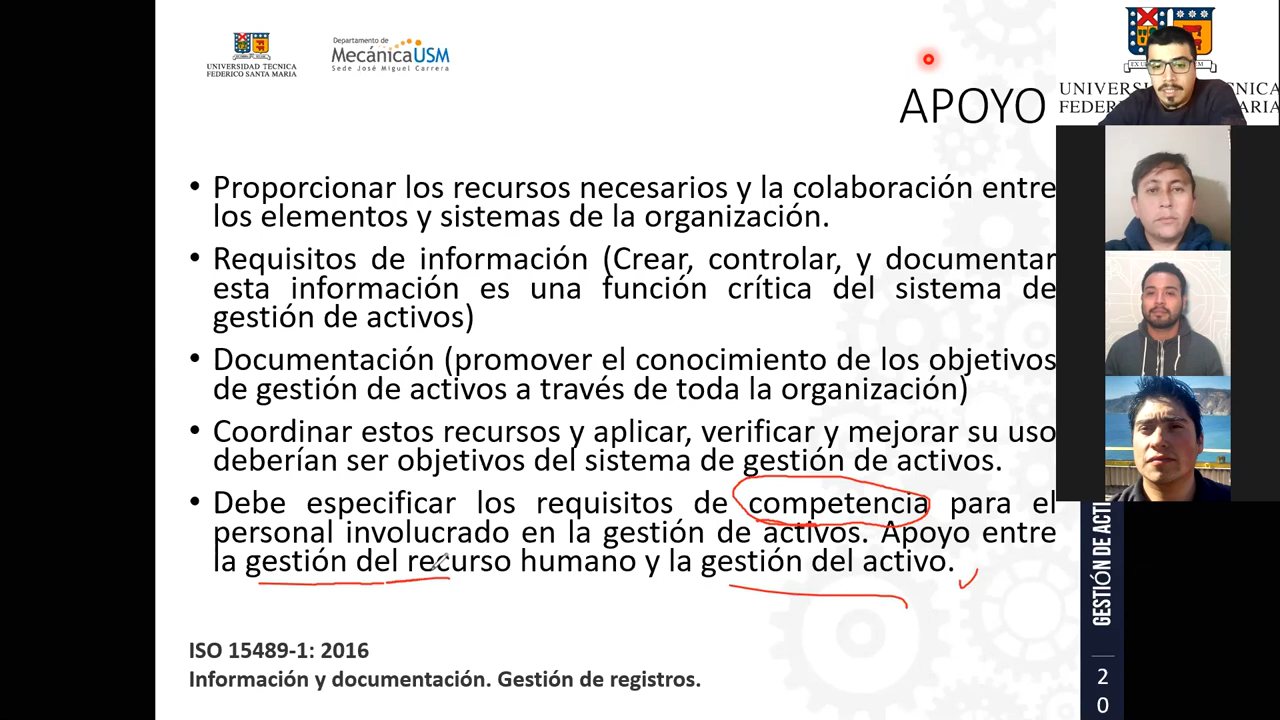 UNIVERSIDAD TECNICA
FEDERICO SANTA MARIA
Departamento de
MecánicaUSM
Sede José Miguel Carrera
APOYO
• Proporcionar los recursos necesarios y la colaboración entre
los elementos y sistemas de la organización.
• Requisitos de información (Crear, controlar, y documentar
esta información es una función crítica del sistema de
gestión de activos)
• Documentación (promover el conocimiento de los objetivos
de gestión de activos a través de toda la organización)
• Coordinar estos recursos y aplicar, verificar y mejorar su uso
deberían ser objetivos del sistema de gestión de activos.
• Debe especificar los requisitos de competencia para el
personal involucrado en la gestión de activos. Apoyo entre
la gestión del recurso humano y la gestión del activo.
ISO 15489-1: 2016
Información y documentación. Gestión de registros.
GESTIÓN DE ACTI
20